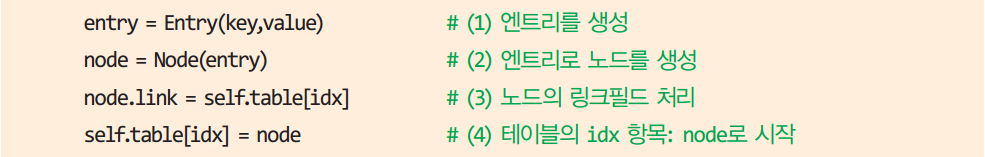 entry = Entry(key,value) # (1) 엔트리를 생성
node = Node(entry) # (2) 엔트리로 노드를 생성
node.link = self.table[idx] # (3) 노드의 링크필드 처리
self.table[idx] = node # (4) 테이블의 idx 항목: node로 시작